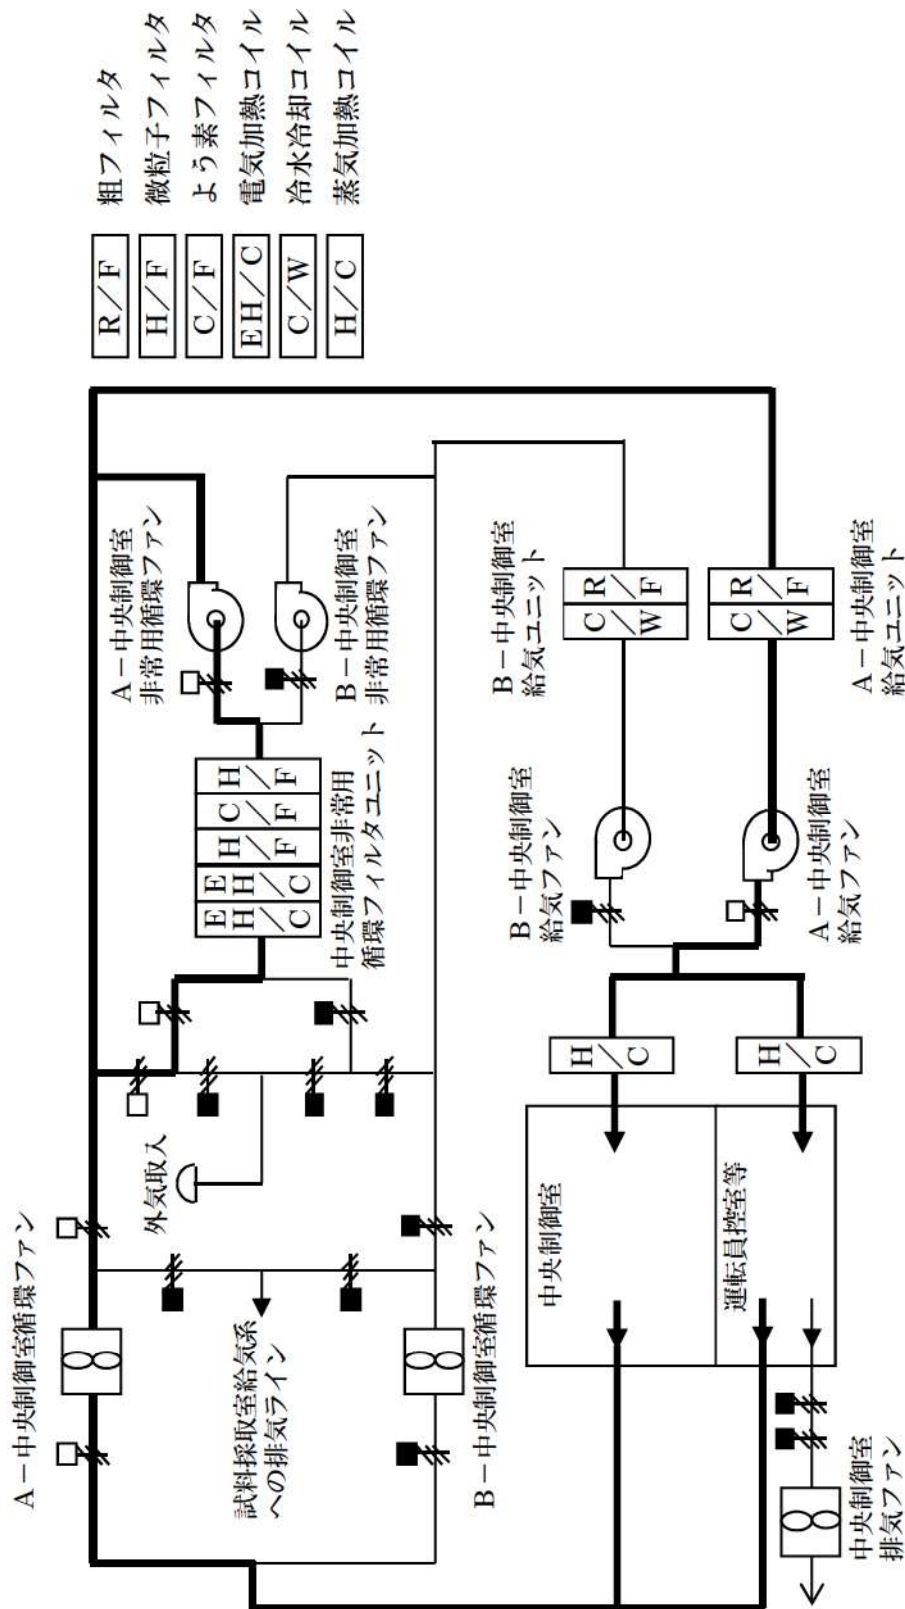 R/F 粗フィルタ
H/F 微粒子フィルタ
C/F よう素フィルタ
EH/C 電気加熱コイル
C/W 冷水冷却コイル
H/C 蒸気加熱コイル
A－中央制御室循環ファン
外気取入
試料採取室給気系
への排気ライン
B－中央制御室循環ファン
A－中央制御室
非常用循環ファン
B－中央制御室
非常用循環ファン
EH/C
EH/C
H/F
C/F
H/F
中央制御室非常用
循環フィルタユニット
B－中央制御室
給気ユニット
C/W
R/F
B－中央制御室
給気ファン
C/W
R/F
A－中央制御室
給気ユニット
A－中央制御室
給気ファン
H/C
H/C
中央制御室
運転員控室等
中央制御室
排気ファン